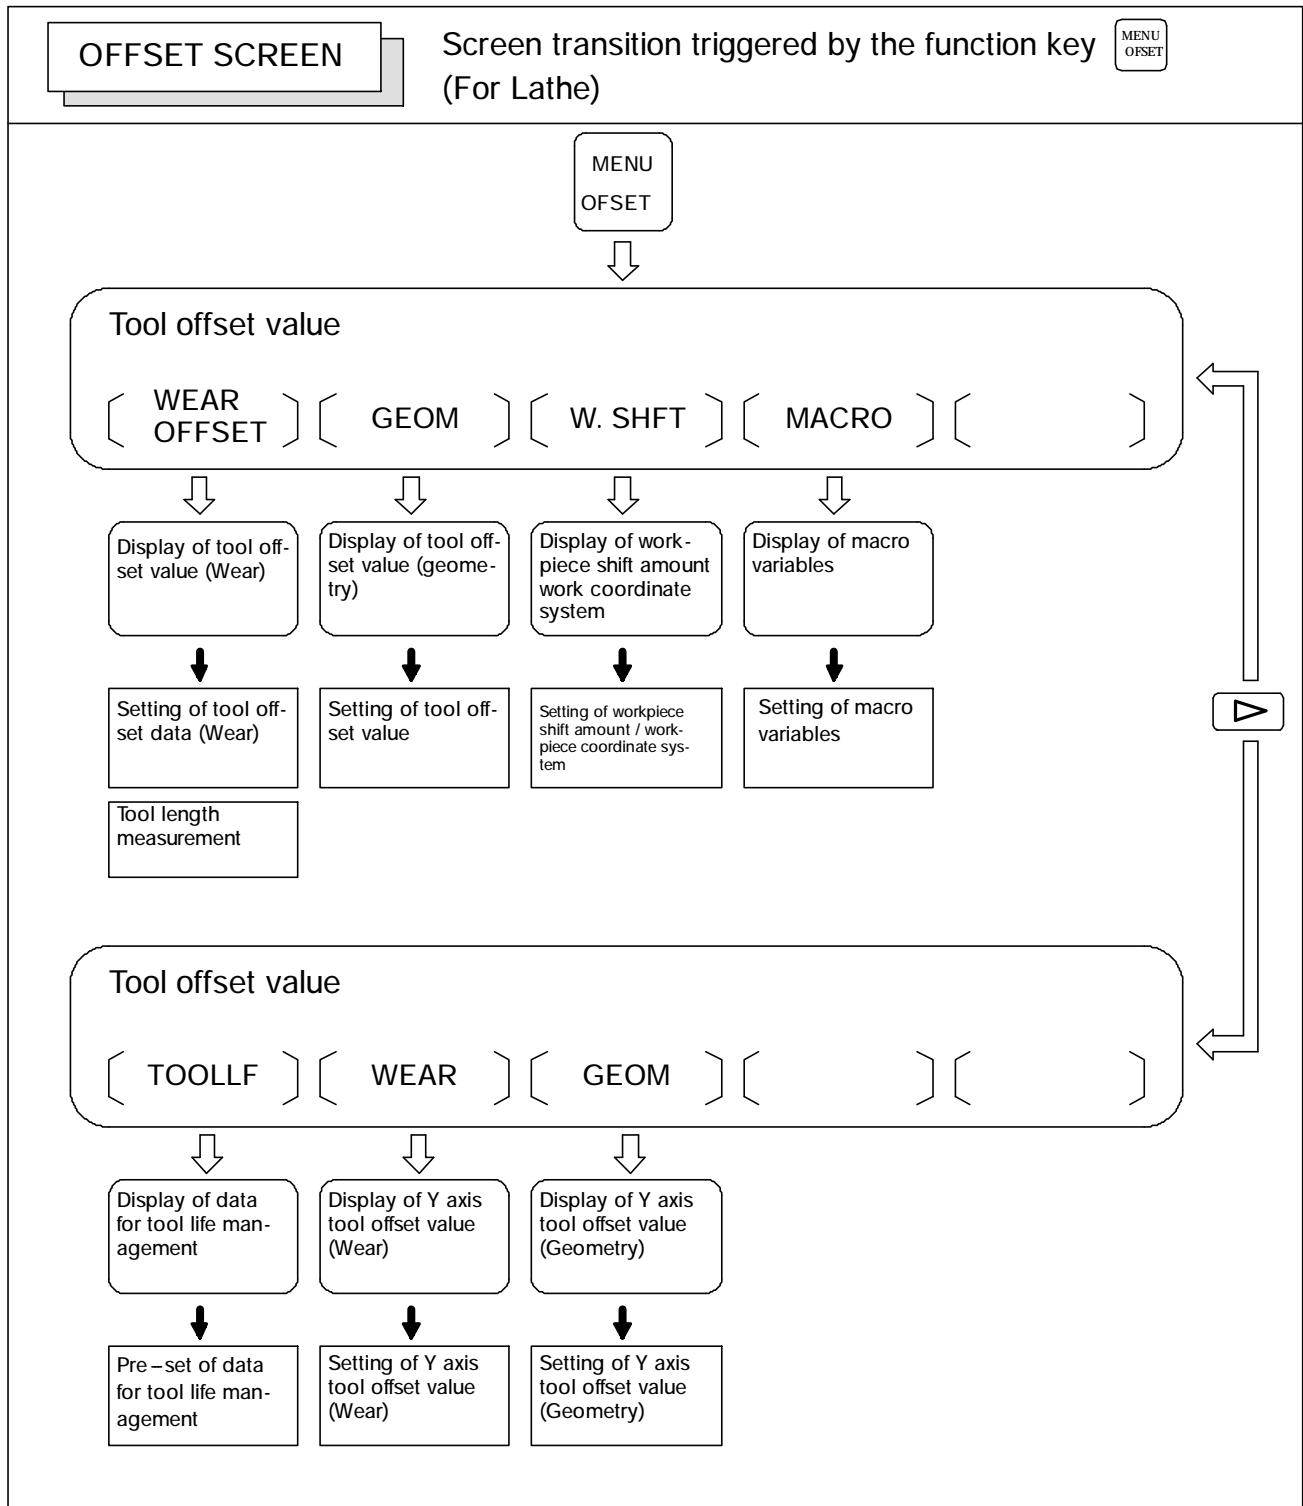 OFFSET SCREEN
Screen transition triggered by the function key
MENU
OFSET
(For Lathe)
MENU
OFSET
Tool offset value
WEAR
OFFSET
GEOM
W. SHFT
MACRO
Display of tool off-
set value (Wear)
Display of tool off-
set value (geome-
try)
Display of work-
piece shift amount
work coordinate
system
Display of macro
variables
Setting of tool off-
set data (Wear)
Setting of tool off-
set value
Setting of workpiece
shift amount / work-
piece coordinate sys-
tem
Setting of macro
variables
Tool length
measurement
Tool offset value
TOOLLF
WEAR
GEOM
Display of data
for tool life man-
agement
Display of Y axis
tool offset value
(Wear)
Display of Y axis
tool offset value
(Geometry)
Pre–set of data
for tool life man-
agement
Setting of Y axis
tool offset value
(Wear)
Setting of Y axis
tool offset value
(Geometry)